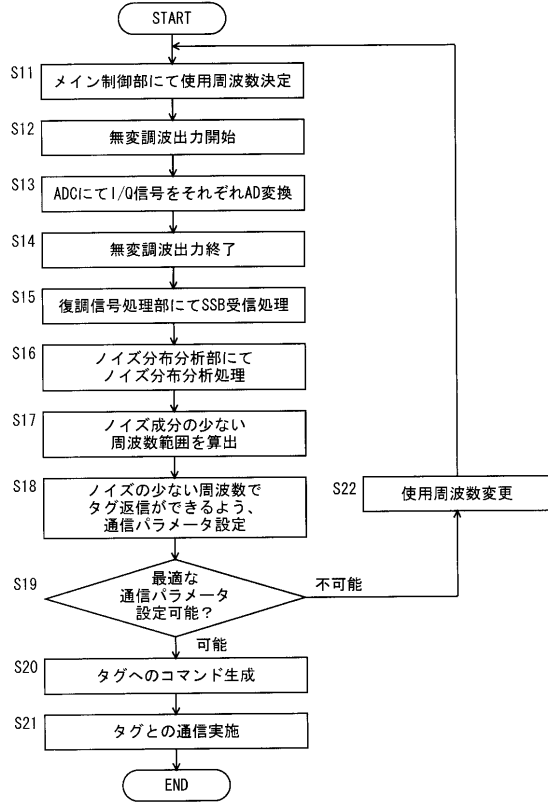 START
S11
メイン制御部にて使用周波数決定
S12
無変調波出力開始
S13
ADCにてI/Q信号をそれぞれAD変換
S14
無変調波出力終了
S15
復調信号処理部にてSSB受信処理
S16
ノイズ分布分析部にて
ノイズ分布分析処理
S17
ノイズ成分の少ない
周波数範囲を算出
S18
ノイズの少ない周波数で
タグ返信ができるよう、
通信パラメータ設定
S22
使用周波数変更
S19
最適な
通信パラメータ
設定可能?
不可能
可能
S20
タグへのコマンド生成
S21
タグとの通信実施
END